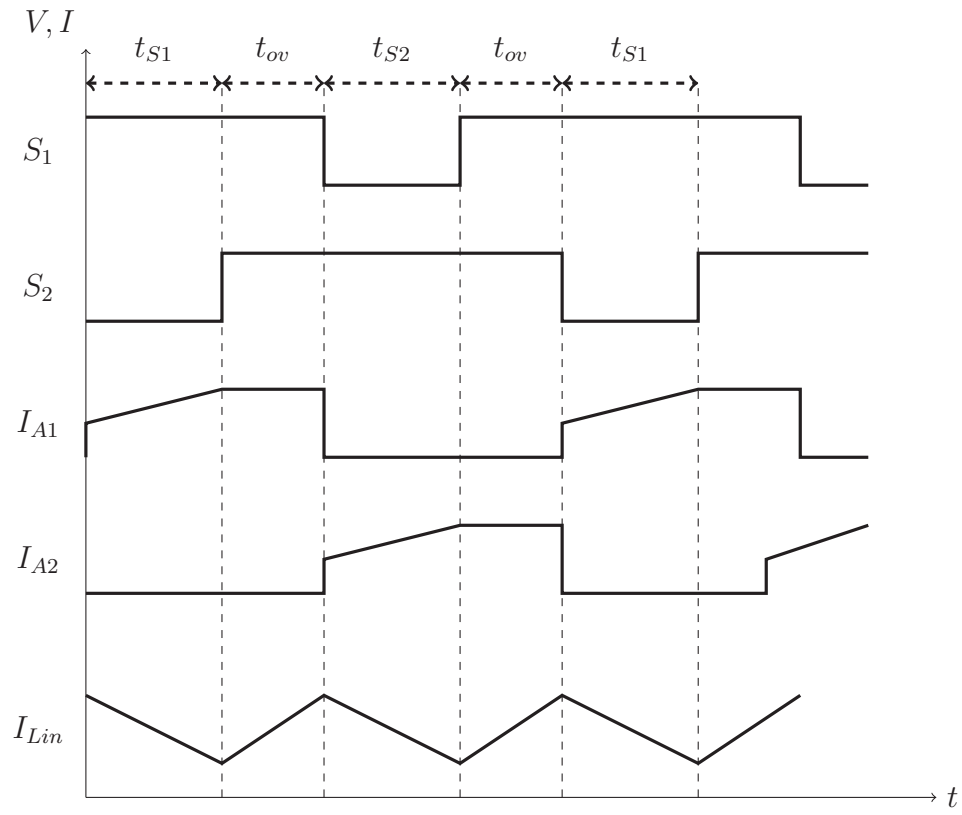 V, I
t_{S1} t_{ov} t_{S2} t_{ov} t_{S1}
S_1
S_2
I_{A1}
I_{A2}
I_{Lin}
t